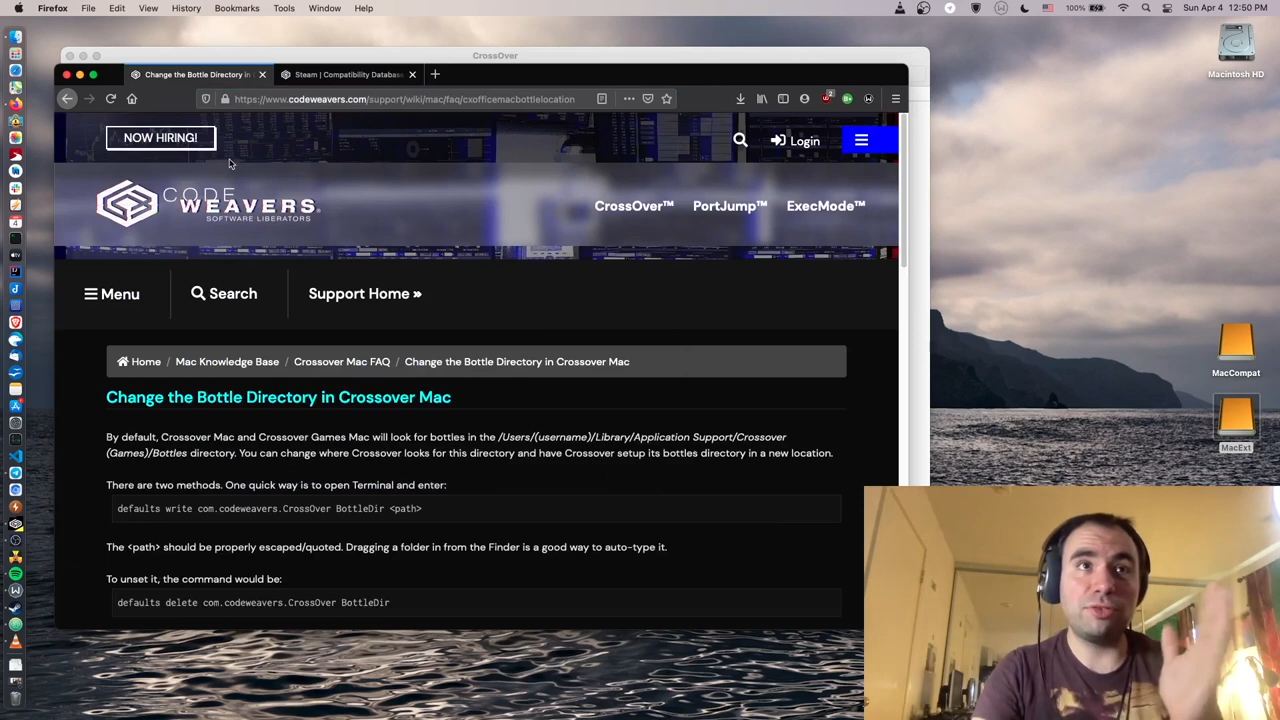 Firefox File Edit View History Bookmarks Tools Window Help
100% Sun Apr 4 12:50 PM
CrossOver
Change the Bottle Directory in
Steam | Compatibility Database
https://www.codeweavers.com/support/wiki/mac/faq/cxofficemacbottlelocation
2
NOW HIRING!
Login
CODE
WEAVERS®
SOFTWARE LIBERATORS
CrossOver™ PortJump™ ExecMode™
Menu
Search
Support Home »
Home / Mac Knowledge Base / Crossover Mac FAQ / Change the Bottle Directory in Crossover Mac
Change the Bottle Directory in Crossover Mac
By default, Crossover Mac and Crossover Games Mac will look for bottles in the /Users/(username)/Library/Application Support/Crossover
(Games)/Bottles directory. You can change where Crossover looks for this directory and have Crossover setup its bottles directory in a new location.
There are two methods. One quick way is to open Terminal and enter:
defaults write com.codeweavers.CrossOver BottleDir <path>
The <path> should be properly escaped/quoted. Dragging a folder in from the Finder is a good way to auto-type it.
To unset it, the command would be:
defaults delete com.codeweavers.CrossOver BottleDir
Macintosh HD
MacCompat
MacExt
4